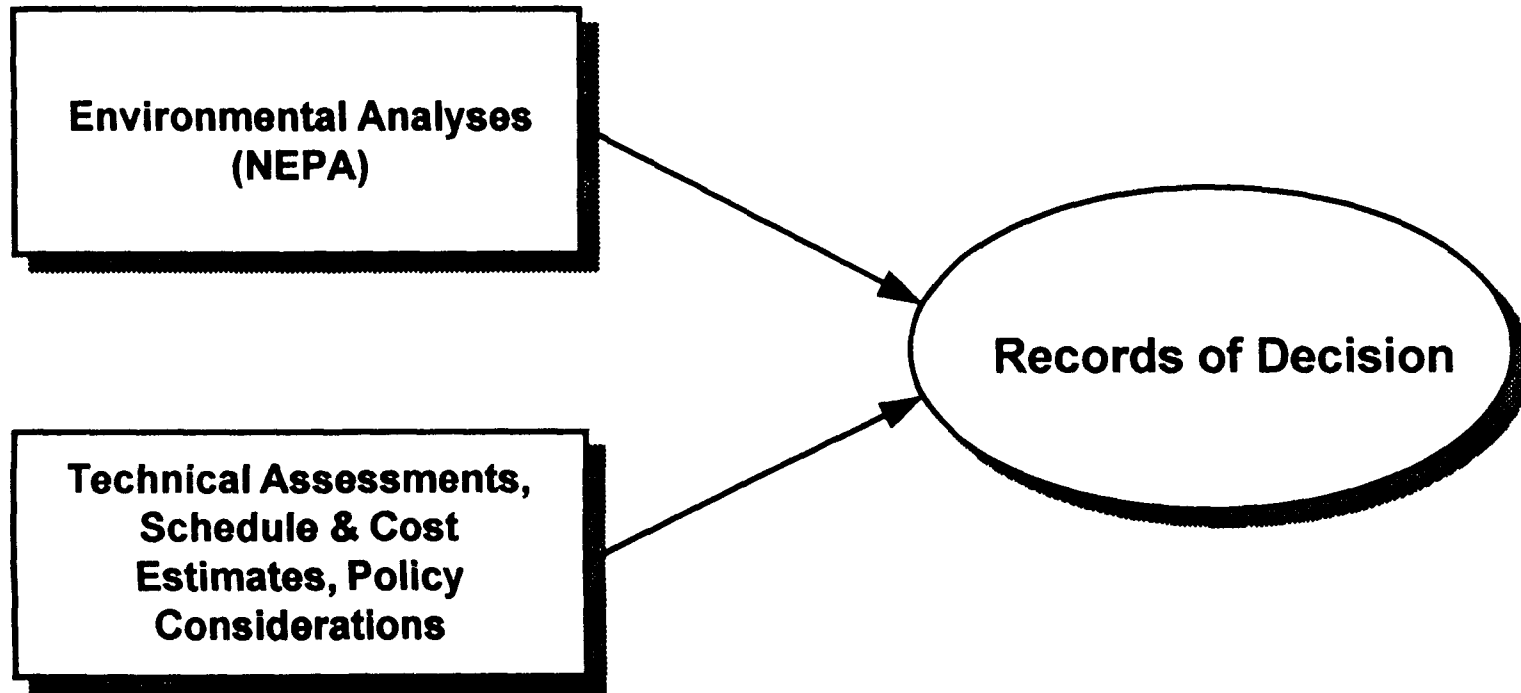 Environmental Analyses
(NEPA)
Records of Decision
Technical Assessments,
Schedule & Cost
Estimates, Policy
Considerations